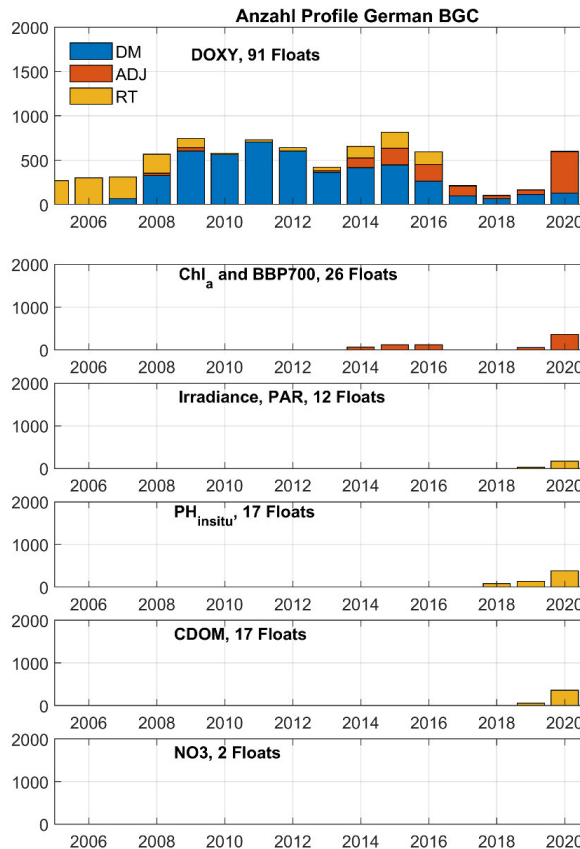 Anzahl Profile German BGC
2000
DM
ADJ
RT
DOXY, 91 Floats
1500
1000
500
0
2006 2008 2010 2012 2014 2016 2018 2020
2000
Chl_a and BBP700, 26 Floats
1000
0
2006 2008 2010 2012 2014 2016 2018 2020
2000
Irradiance, PAR, 12 Floats
1000
0
2006 2008 2010 2012 2014 2016 2018 2020
2000
PH_insitu, 17 Floats
1000
0
2006 2008 2010 2012 2014 2016 2018 2020
2000
CDOM, 17 Floats
1000
0
2006 2008 2010 2012 2014 2016 2018 2020
2000
NO3, 2 Floats
1000
0
2006 2008 2010 2012 2014 2016 2018 2020